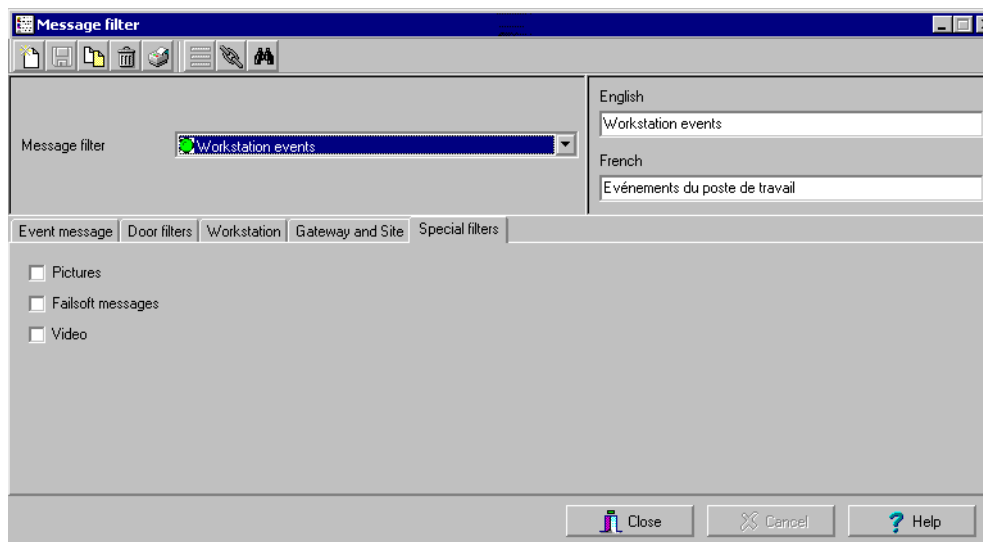 Message filter
Message filter
Workstation events
English
Workstation events
French
Evénements du poste de travail
Event message Door filters Workstation Gateway and Site Special filters
Pictures
Failsoft messages
Video
Close Cancel Help